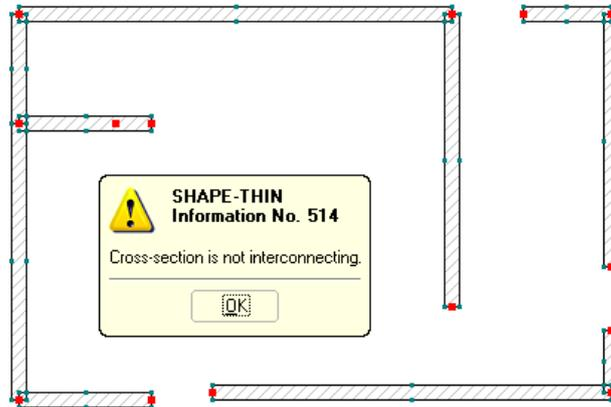 SHAPE-THIN
Information No. 514
Cross-section is not interconnecting.
OK